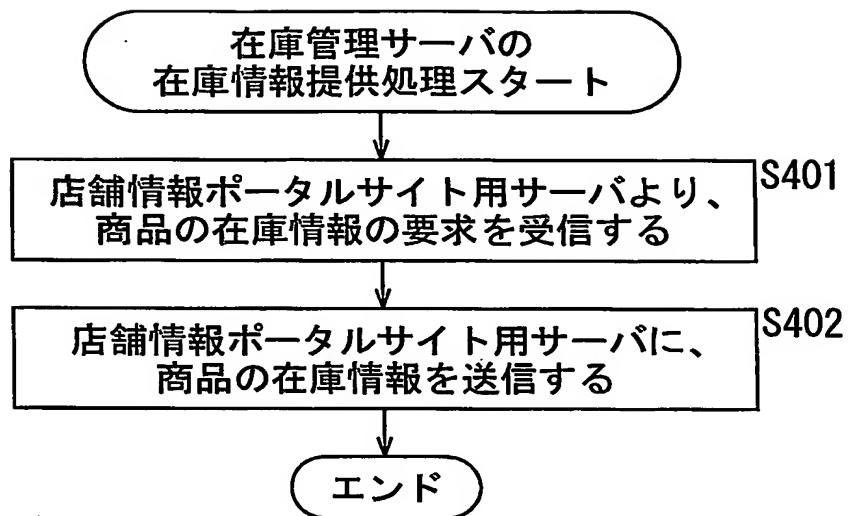 在庫管理サーバの
在庫情報提供処理スタート
店舗情報ポータルサイト用サーバより、
商品の在庫情報の要求を受信する
S401
店舗情報ポータルサイト用サーバに、
商品の在庫情報を送信する
S402
エンド